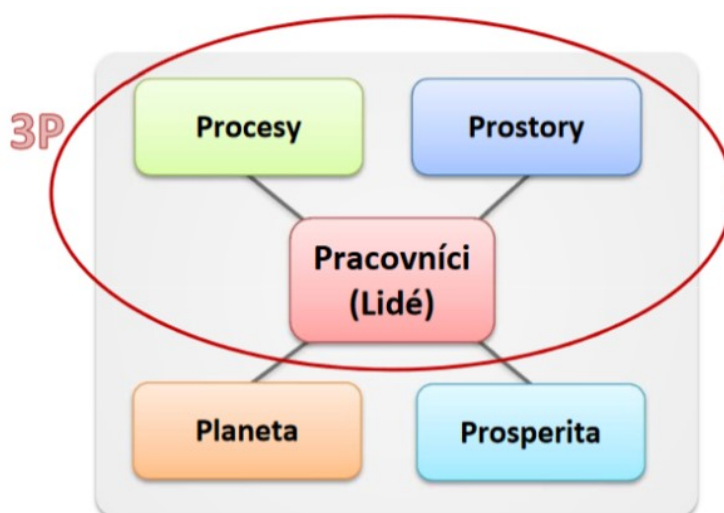 3P
Procesy
Prostory
Pracovníci
(Lidé)
Planeta
Prosperita